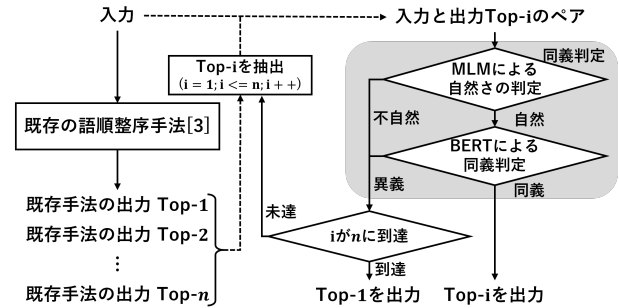 入力
入力と出力Top-iのペア
Top-iを抽出
(i = 1; i <= n; i + +)
同義判定
MLMによる
自然さの判定
不自然
自然
既存の語順整序手法[3]
BERTによる
同義判定
異義
同義
既存手法の出力 Top-1
既存手法の出力 Top-2
⋮
既存手法の出力 Top-n
未達
iがnに到達
到達
Top-1を出力
Top-iを出力